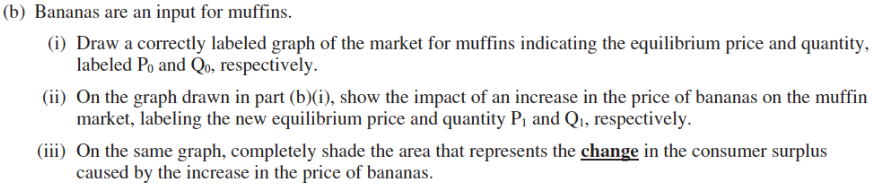 (b) Bananas are an input for muffins.
(i) Draw a correctly labeled graph of the market for muffins indicating the equilibrium price and quantity,
labeled P₀ and Q₀, respectively.
(ii) On the graph drawn in part (b)(i), show the impact of an increase in the price of bananas on the muffin
market, labeling the new equilibrium price and quantity P₁ and Q₁, respectively.
(iii) On the same graph, completely shade the area that represents the change in the consumer surplus
caused by the increase in the price of bananas.